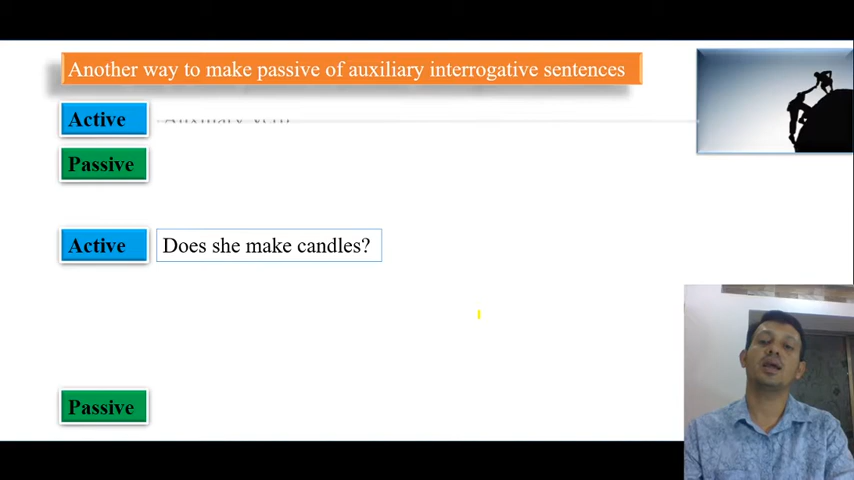 Another way to make passive of auxiliary interrogative sentences
Active
Passive
Active Does she make candles?
Passive